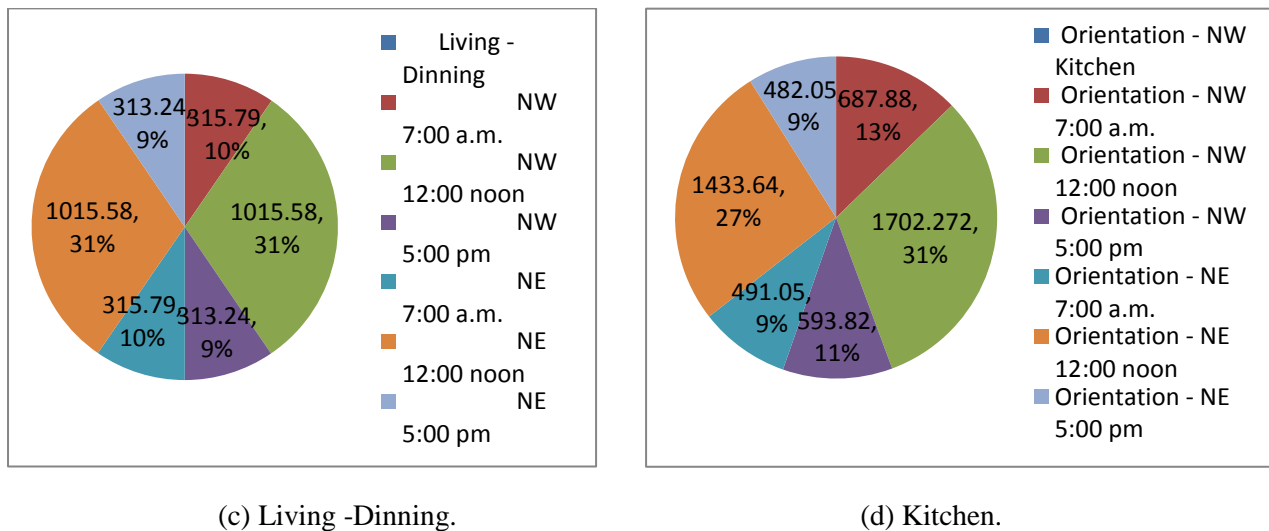 313.24,
9%
315.79,
10%
1015.58,
31%
1015.58,
31%
315.79,
10%
313.24,
9%
Living -
Dinning
NW
7:00 a.m.
NW
12:00 noon
NW
5:00 pm
NE
7:00 a.m.
NE
12:00 noon
NE
5:00 pm
(c) Living -Dinning.
482.05,
9%
687.88,
13%
1433.64,
27%
1702.272,
31%
491.05,
9%
593.82,
11%
Orientation - NW
Kitchen
Orientation - NW
7:00 a.m.
Orientation - NW
12:00 noon
Orientation - NW
5:00 pm
Orientation - NE
7:00 a.m.
Orientation - NE
12:00 noon
Orientation - NE
5:00 pm
(d) Kitchen.